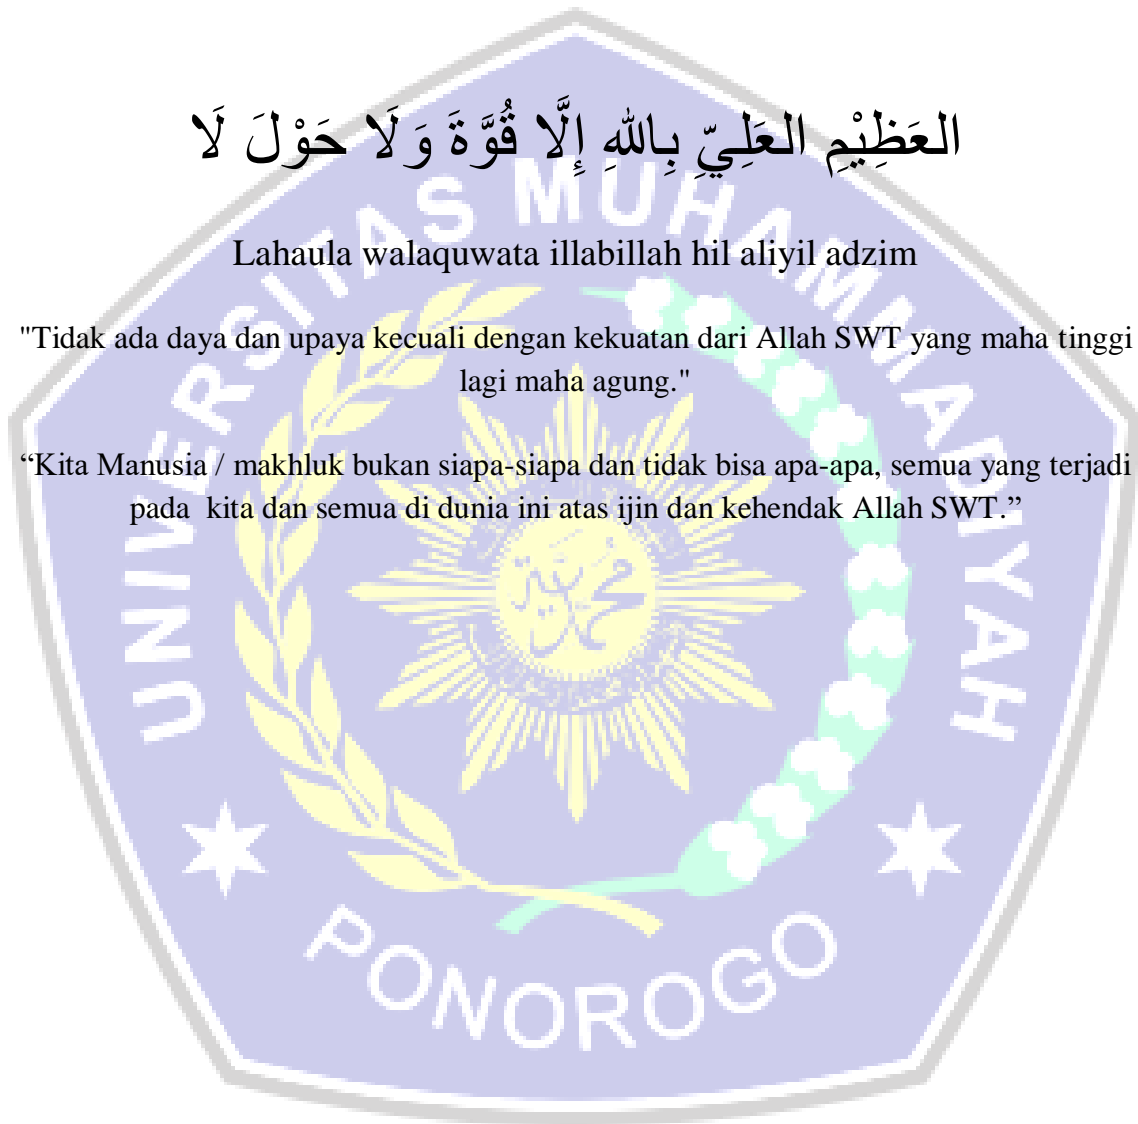 العَظِيْمِ العَلِيِّ بِاللهِ إِلَّا قُوَّةَ وَلَا حَوْلَ لَا
Lahaula walaquwata illabillah hil aliyil adzim
"Tidak ada daya dan upaya kecuali dengan kekuatan dari Allah SWT yang maha tinggi
lagi maha agung."
“Kita Manusia / makhluk bukan siapa-siapa dan tidak bisa apa-apa, semua yang terjadi
pada  kita dan semua di dunia ini atas ijin dan kehendak Allah SWT.”
UNIVERSITAS MUHAMMADIYAH
PONOROGO